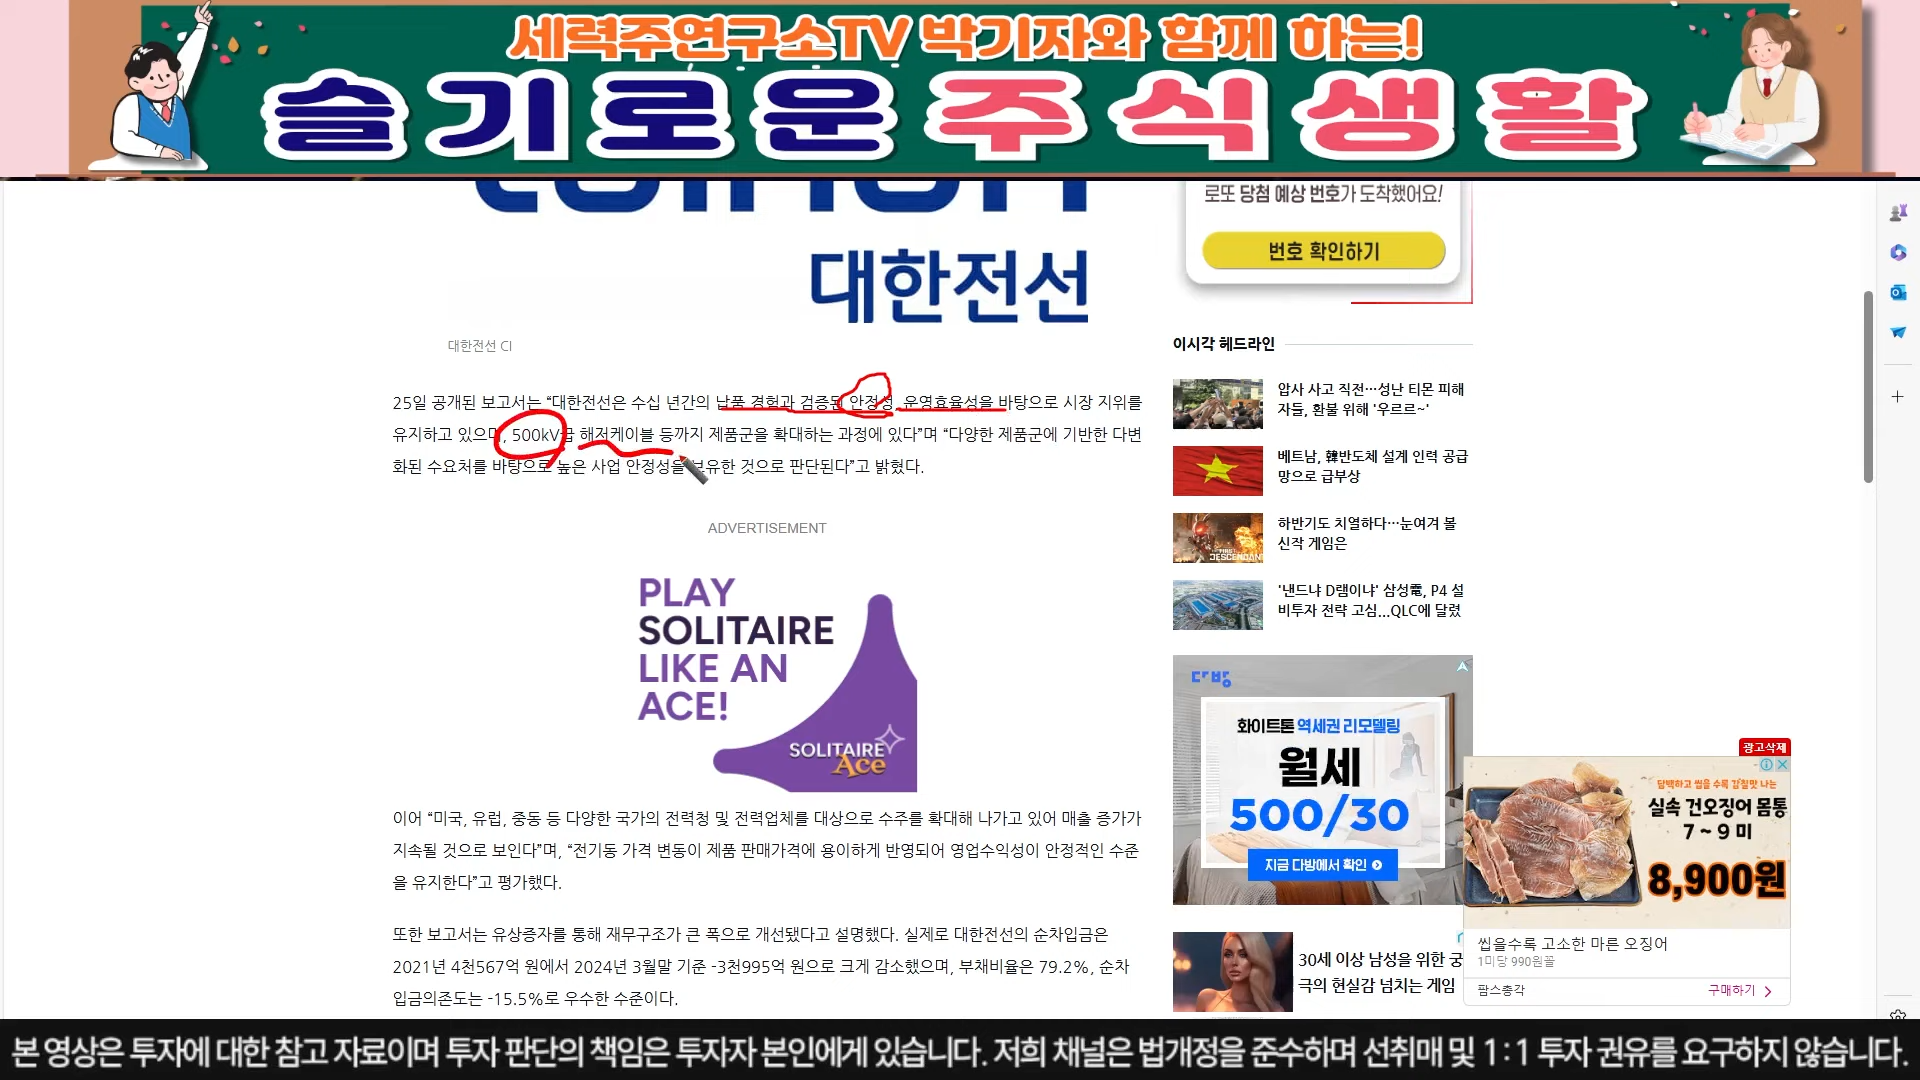 세력주연구소TV 박기자와 함께 하는!
슬기로운 주식생활
대한전선
대한전선 CI
25일 공개된 보고서는 “대한전선은 수십 년간의 납품 경험과 검증된 안정성, 운영효율성을 바탕으로 시장 지위를
유지하고 있으며, 500kV급 해저케이블 등까지 제품군을 확대하는 과정에 있다”며 “다양한 제품군에 기반한 다변
화된 수요처를 바탕으로 높은 사업 안정성을 보유한 것으로 판단된다”고 밝혔다.
ADVERTISEMENT
PLAY
SOLITAIRE
LIKE AN
ACE!
SOLITAIRE
Ace
이어 “미국, 유럽, 중동 등 다양한 국가의 전력청 및 전력업체를 대상으로 수주를 확대해 나가고 있어 매출 증가가
지속될 것으로 보인다”며, “전기동 가격 변동이 제품 판매가격에 용이하게 반영되어 영업수익성이 안정적인 수준
을 유지한다”고 평가했다.
또한 보고서는 유상증자를 통해 재무구조가 큰 폭으로 개선됐다고 설명했다. 실제로 대한전선의 순차입금은
2021년 4천567억 원에서 2024년 3월말 기준 -3천995억 원으로 크게 감소했으며, 부채비율은 79.2%, 순차
입금의존도는 -15.5%로 우수한 수준이다.
로또 당첨 예상 번호가 도착했어요!
번호 확인하기
이시각 헤드라인
압사 사고 직전…성난 티몬 피해
자들, 환불 위해 '우르르~'
베트남, 韓반도체 설계 인력 공급
망으로 급부상
하반기도 치열하다…눈여겨 볼
신작 게임은
'낸드냐 D램이냐' 삼성電, P4 설
비투자 전략 고심...QLC에 달렸
다방
화이트톤 역세권 리모델링
월세
500/30
지금 다방에서 확인
30세 이상 남성을 위한 궁
극의 현실감 넘치는 게임
광고삭제
담백하고 씹을 수록 감칠맛 나는
실속 건오징어 몸통
7~9미
8,900원
씹을수록 고소한 마른 오징어
1미당 990원꼴
팜스총각
구매하기
본 영상은 투자에 대한 참고 자료이며 투자 판단의 책임은 투자자 본인에게 있습니다. 저희 채널은 법개정을 준수하며 선취매 및 1:1 투자 권유를 요구하지 않습니다.